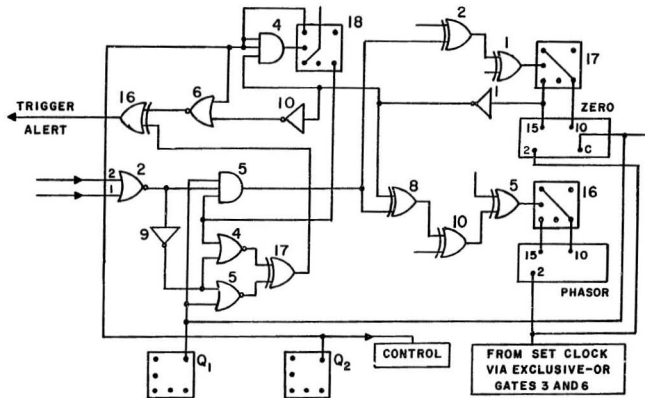 4
18
2
1
17
TRIGGER
ALERT
16
6
10
1
ZERO
15
10
2
C
2
1
2
5
8
5
16
9
4
17
10
15
10
5
2
PHASOR
Q1
Q2
CONTROL
FROM SET CLOCK
VIA EXCLUSIVE-OR
GATES 3 AND 6